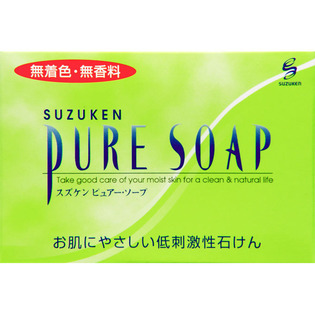 無着色・無香料
SUZUKEN
SUZUKEN
PURE SOAP
Take good care of your moist skin for a clean & natural life
スズケン ピュアー・ソープ
お肌にやさしい低刺激性石けん